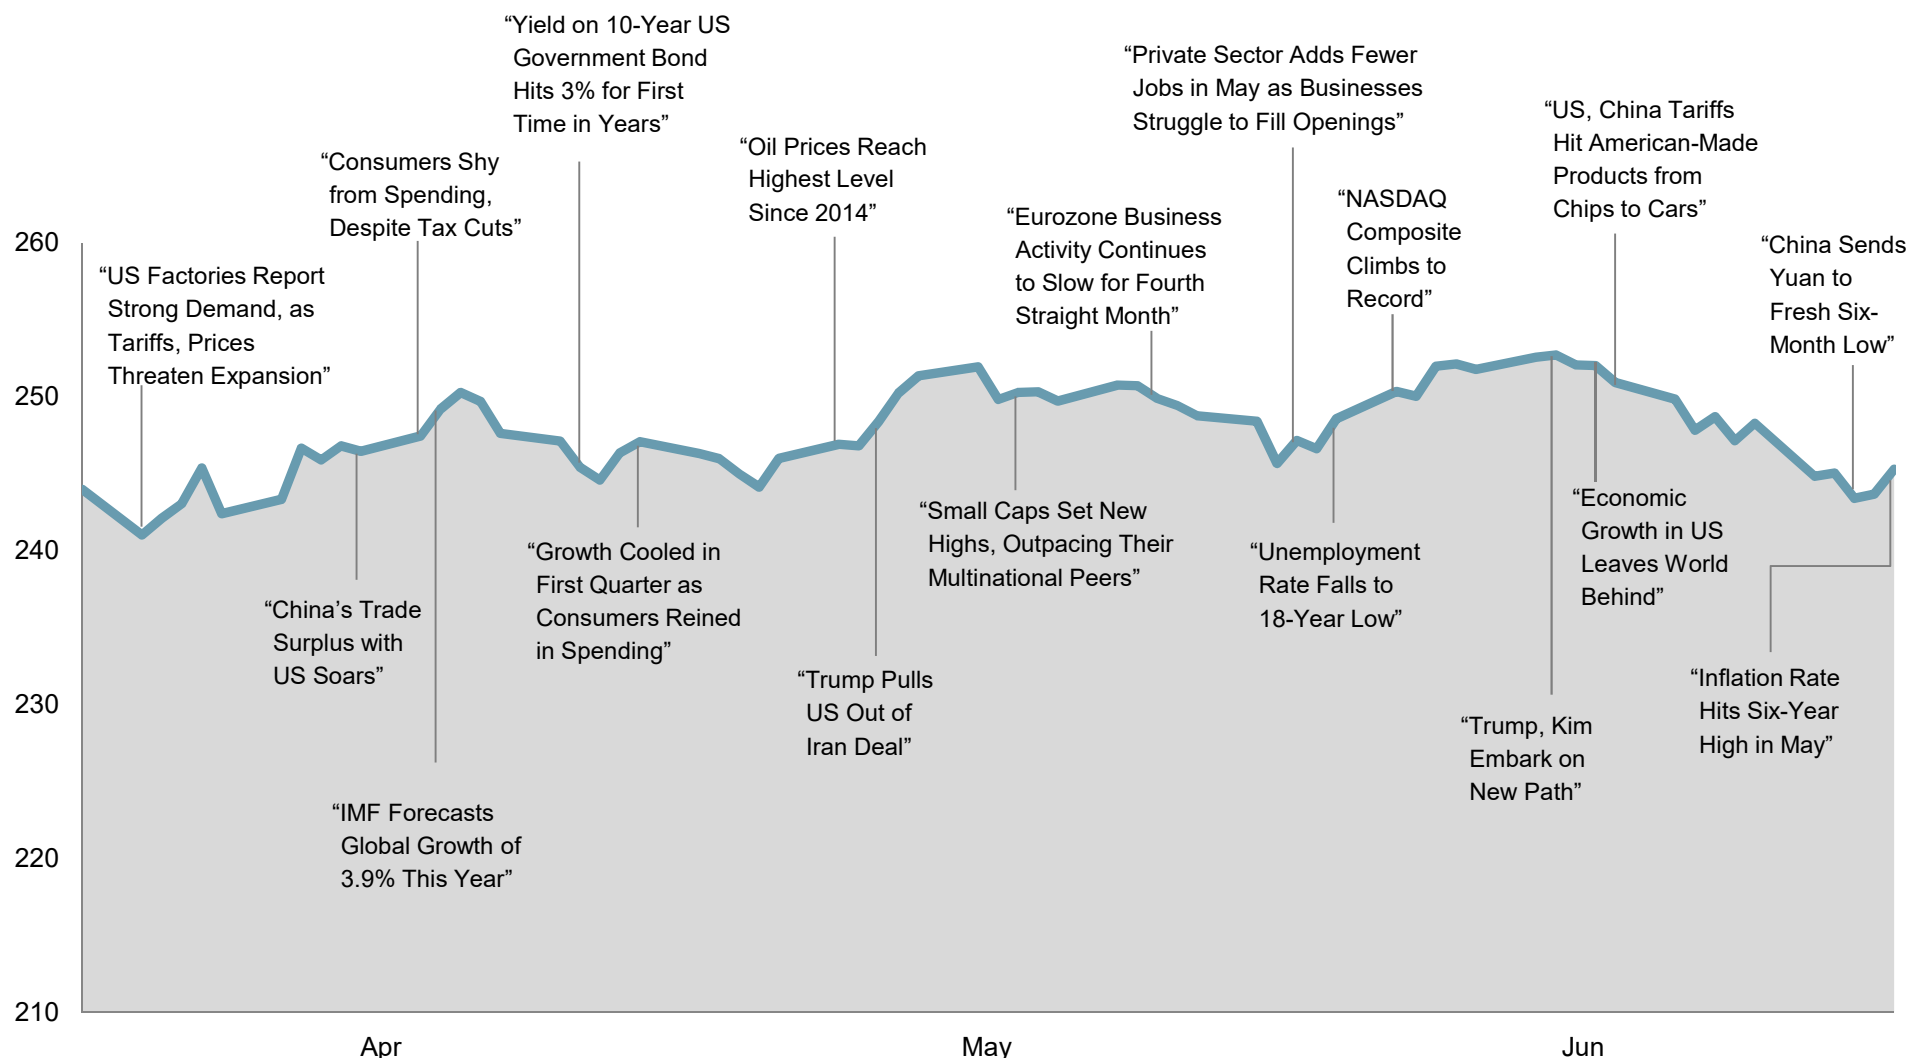 “Yield on 10-Year US
Government Bond
Hits 3% for First
Time in Years”
“Private Sector Adds Fewer
Jobs in May as Businesses
Struggle to Fill Openings”
“US, China Tariffs
Hit American-Made
Products from
Chips to Cars”
“Consumers Shy
from Spending,
Despite Tax Cuts”
“Oil Prices Reach
Highest Level
Since 2014”
“NASDAQ
Composite
Climbs to
Record”
“Eurozone Business
Activity Continues
to Slow for Fourth
Straight Month”
“China Sends
Yuan to
Fresh Six-
Month Low”
“US Factories Report
Strong Demand, as
Tariffs, Prices
Threaten Expansion”
260
250
240
230
220
210
“Small Caps Set New
Highs, Outpacing Their
Multinational Peers”
“Economic
Growth in US
Leaves World
Behind”
“Growth Cooled in
First Quarter as
Consumers Reined
in Spending”
“Unemployment
Rate Falls to
18-Year Low”
“China’s Trade
Surplus with
US Soars”
“Trump Pulls
US Out of
Iran Deal”
“Inflation Rate
Hits Six-Year
High in May”
“Trump, Kim
Embark on
New Path”
“IMF Forecasts
Global Growth of
3.9% This Year”
Apr
May
Jun